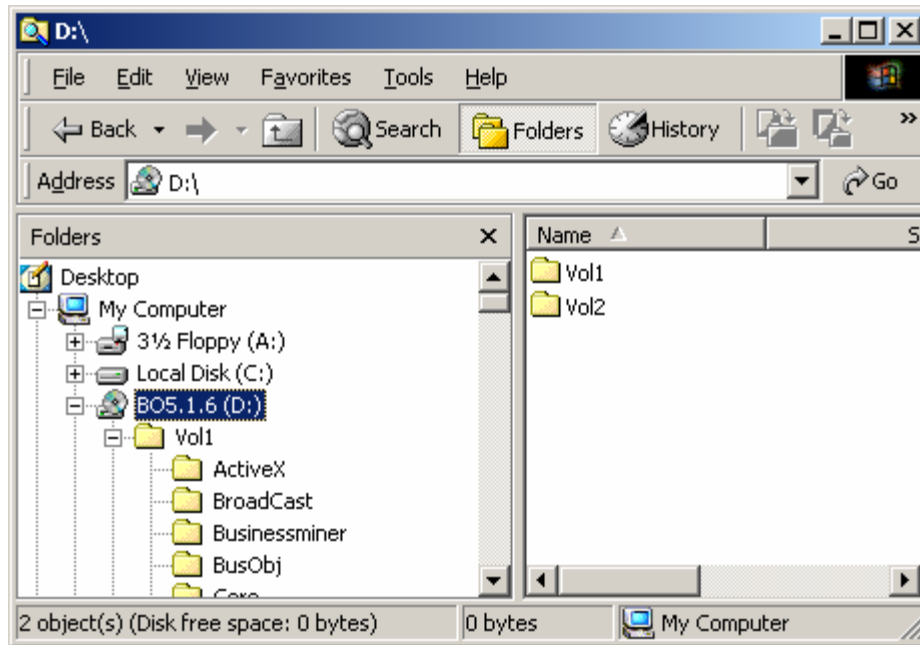 D:\
File Edit View Favorites Tools Help
Back Search Folders History »
Address D:\ Go
Folders
Name S
Desktop
My Computer
3½ Floppy (A:)
Local Disk (C:)
BO5.1.6 (D:)
Vol1
ActiveX
BroadCast
Businessminer
BusObj
Core
Vol1
Vol2
2 object(s) (Disk free space: 0 bytes) 0 bytes My Computer